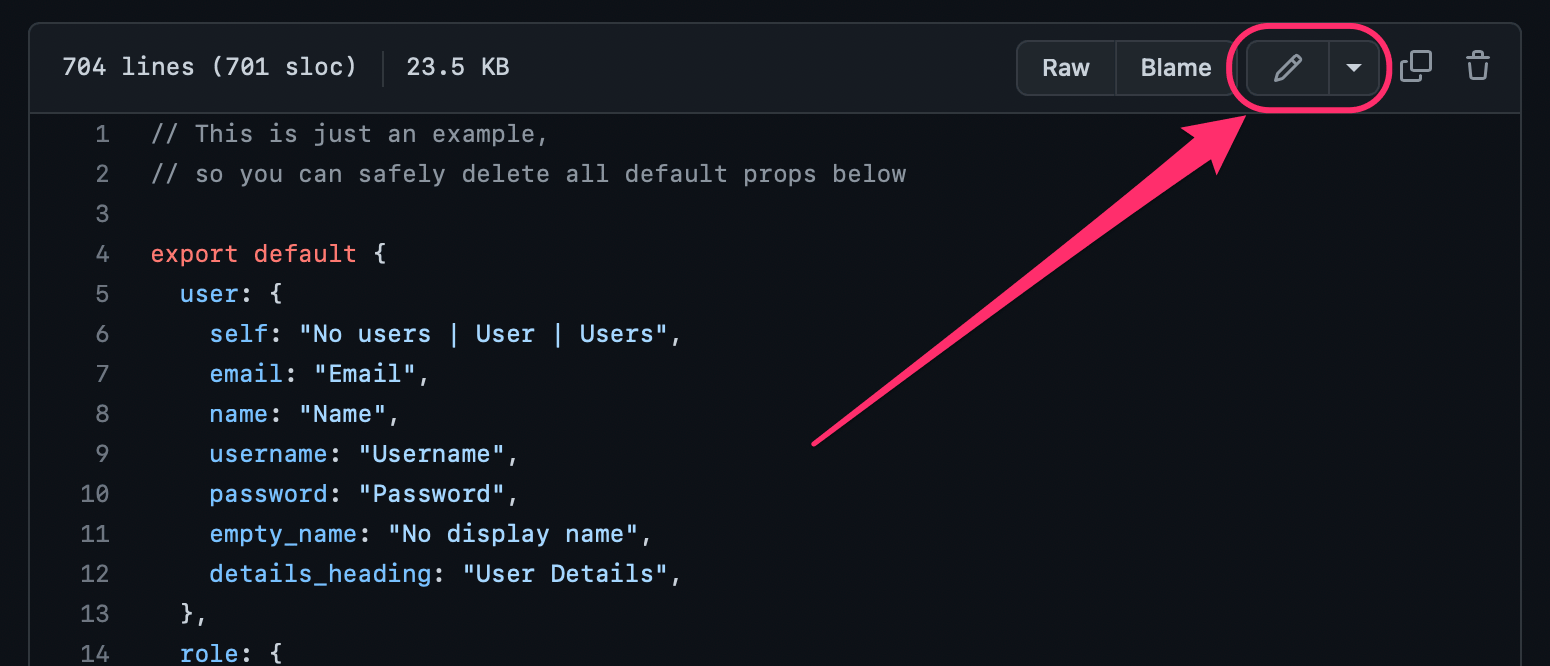 704 lines (701 sloc) 23.5 KB Raw Blame
1 // This is just an example,
2 // so you can safely delete all default props below
3
4 export default {
5 user: {
6 self: "No users | User | Users",
7 email: "Email",
8 name: "Name",
9 username: "Username",
10 password: "Password",
11 empty_name: "No display name",
12 details_heading: "User Details",
13 },
14 role: {